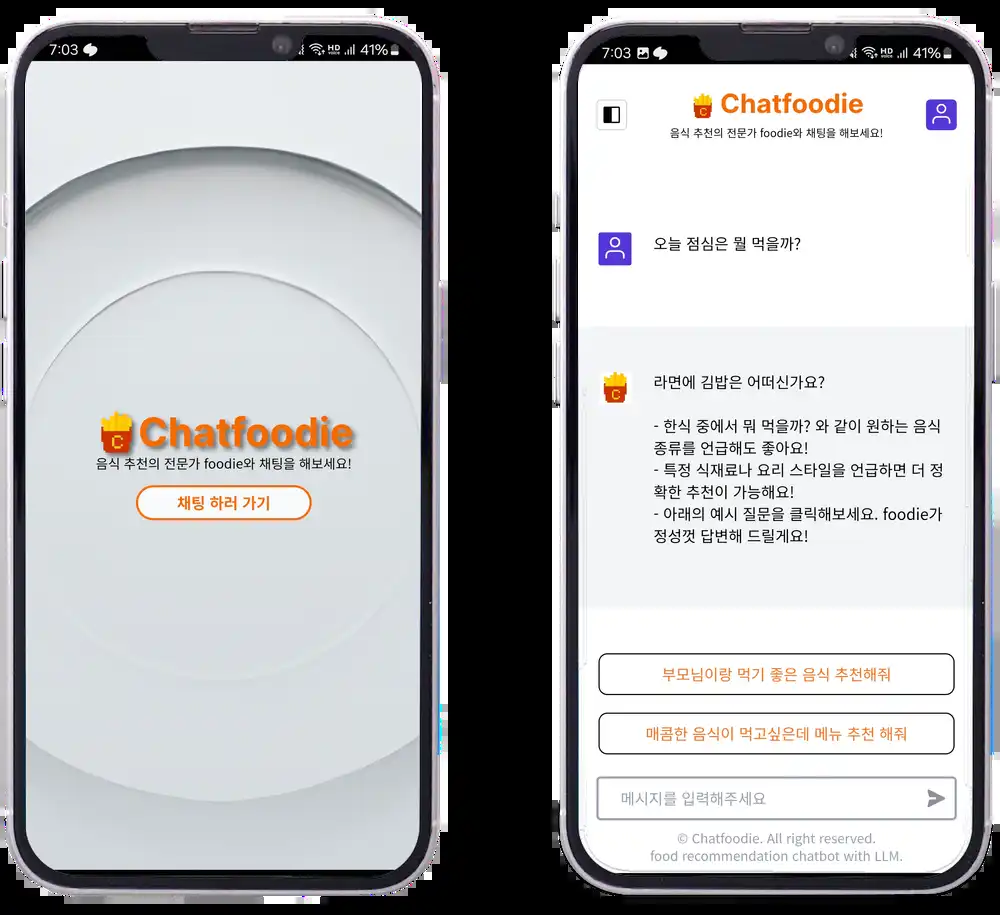 7:03
HD
41%
C
Chatfoodie
음식 추천의 전문가 foodie와 채팅을 해보세요!
채팅 하러 가기
7:03
HD
41%
C
Chatfoodie
음식 추천의 전문가 foodie와 채팅을 해보세요!
오늘 점심은 뭘 먹을까?
C
라면에 김밥은 어떠신가요?
- 한식 중에서 뭐 먹을까? 와 같이 원하는 음식
종류를 언급해도 좋아요!
- 특정 식재료나 요리 스타일을 언급하면 더 정
확한 추천이 가능해요!
- 아래의 예시 질문을 클릭해보세요. foodie가
정성껏 답변해 드릴게요!
부모님이랑 먹기 좋은 음식 추천해줘
매콤한 음식이 먹고싶은데 메뉴 추천 해줘
메시지를 입력해주세요
© Chatfoodie. All right reserved.
food recommendation chatbot with LLM.